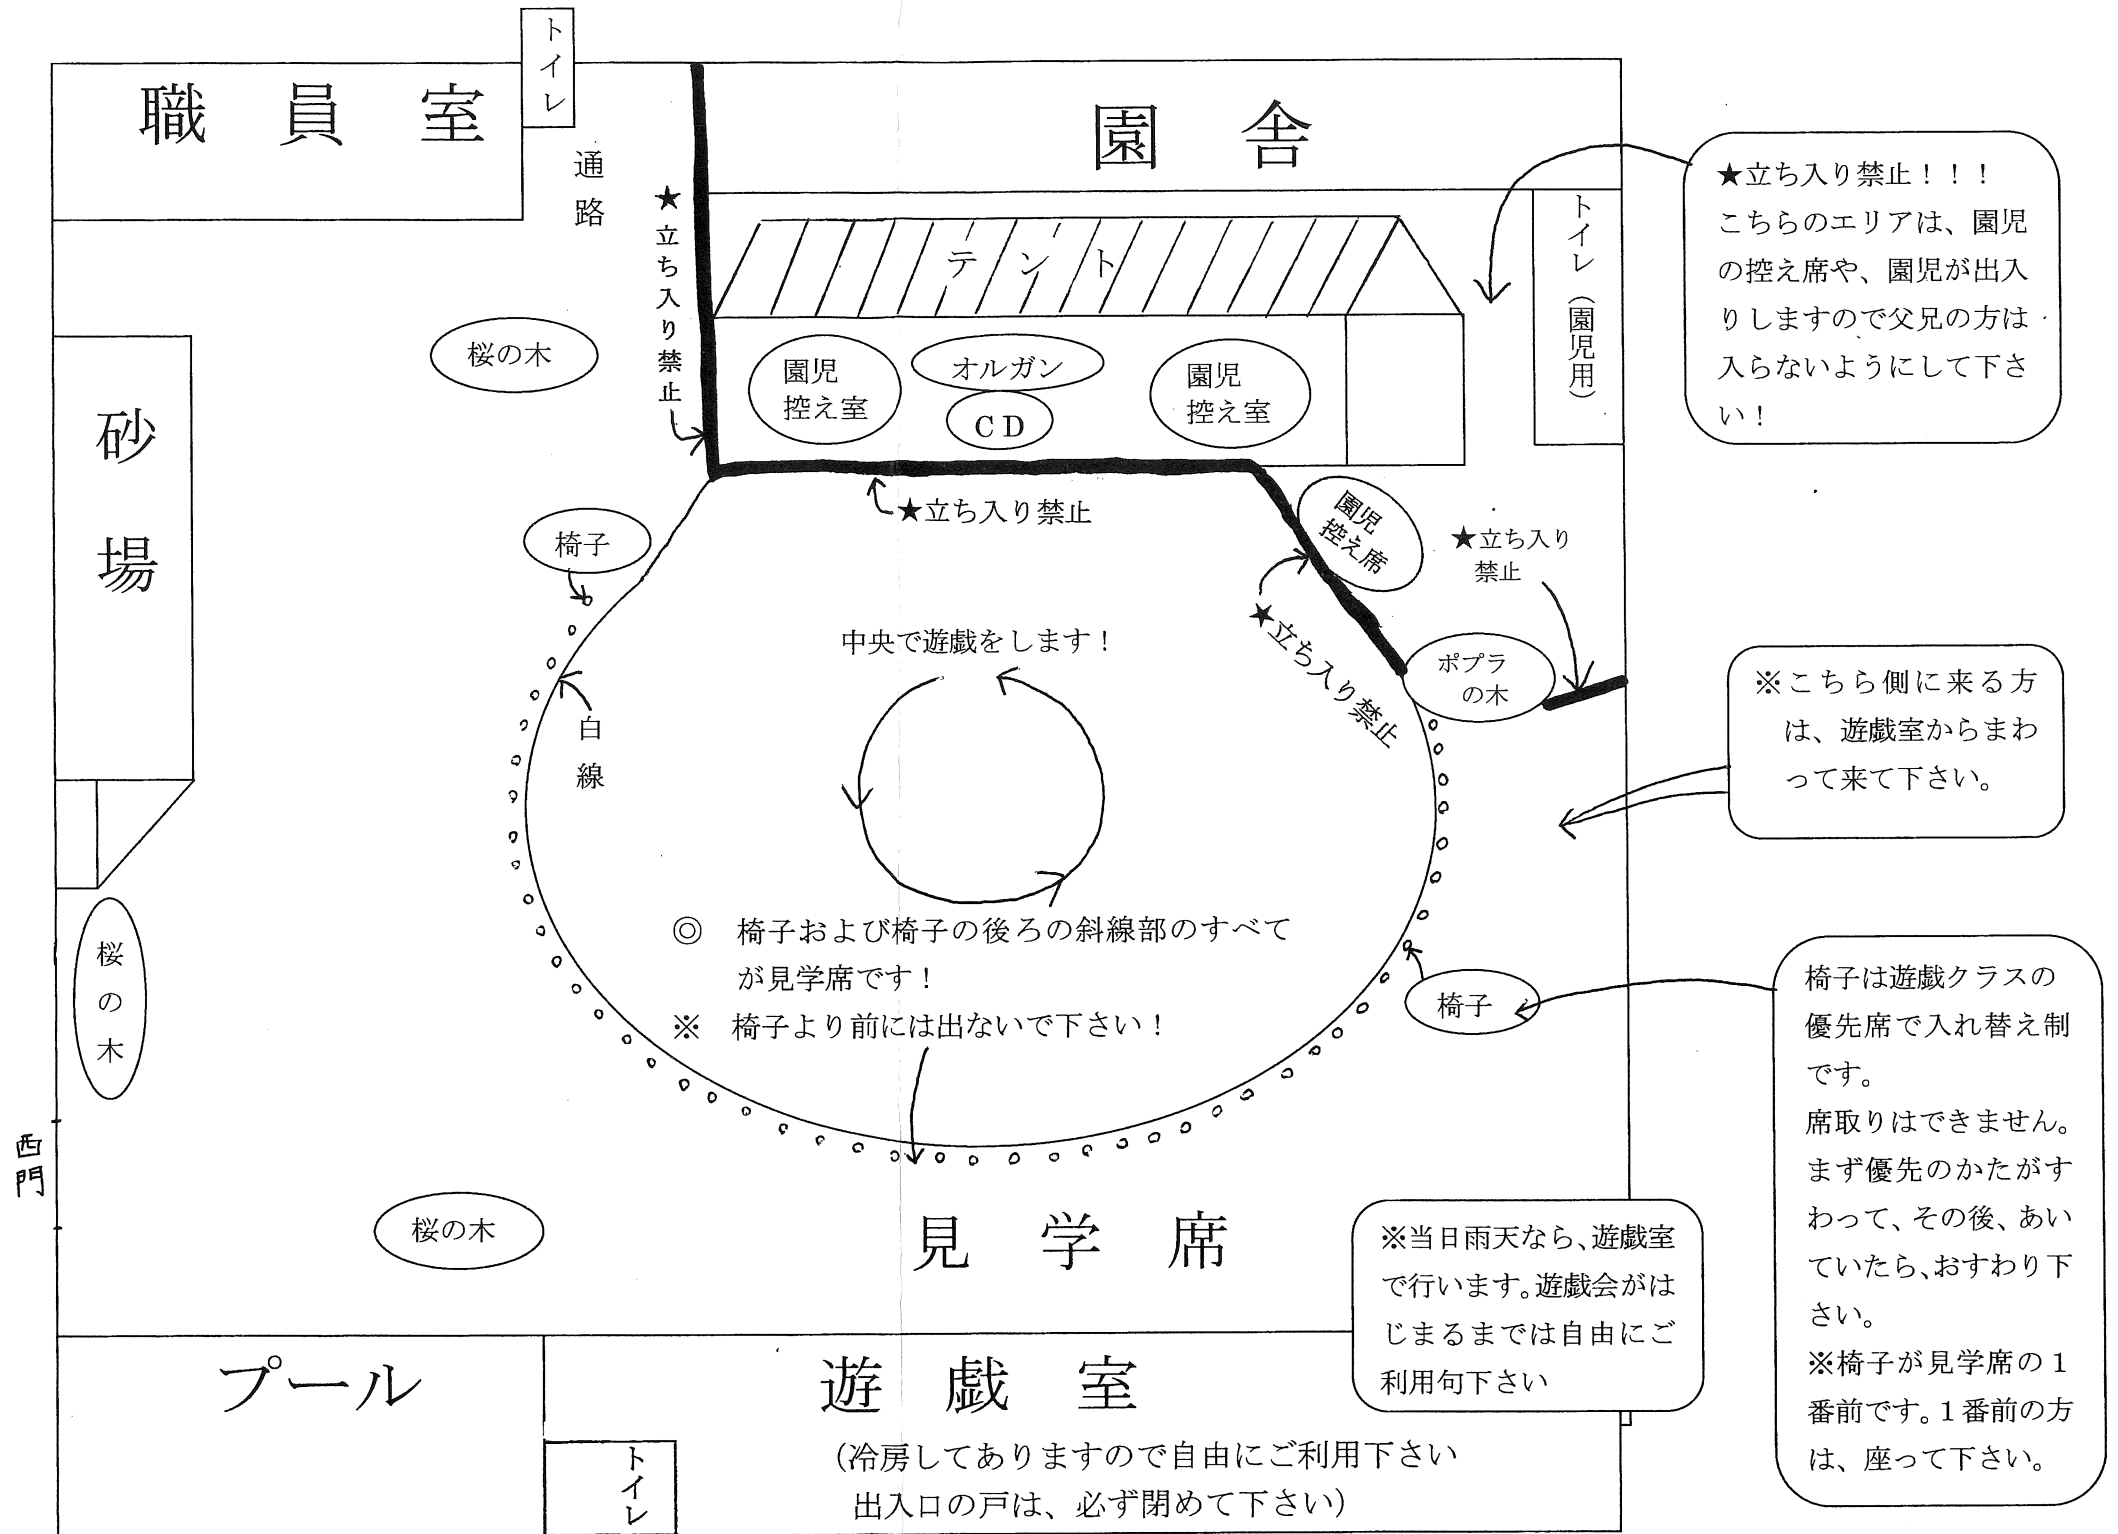 トイレ
職員室
園舎
通路
★立ち入り禁止
テント
トイレ（園児用）
★立ち入り禁止！！！
こちらのエリアは、園児
の控え席や、園児が出入
りしますので父兄の方は
入らないようにして下さ
い！
桜の木
園児
控え室
オルガン
ＣＤ
園児
控え室
砂場
椅子
★立ち入り禁止
園児
控え席
★立ち入り
禁止
★立ち入り禁止
ポプラ
の木
中央で遊戯をします！
白線
※こちら側に来る方
は、遊戯室からまわ
って来て下さい。
◎　椅子および椅子の後ろの斜線部のすべて
が見学席です！
※　椅子より前には出ないで下さい！
椅子
椅子は遊戯クラスの
優先席で入れ替え制
です。
席取りはできません。
まず優先のかたがす
わって、その後、あい
ていたら、おすわり下
さい。
※椅子が見学席の１
番前です。１番前の方
は、座って下さい。
桜の木
西門
桜の木
見学席
※当日雨天なら、遊戯室
で行います。遊戯会がは
じまるまでは自由にご
利用句下さい
プール
遊戯室
トイレ
（冷房してありますので自由にご利用下さい
出入口の戸は、必ず閉めて下さい）